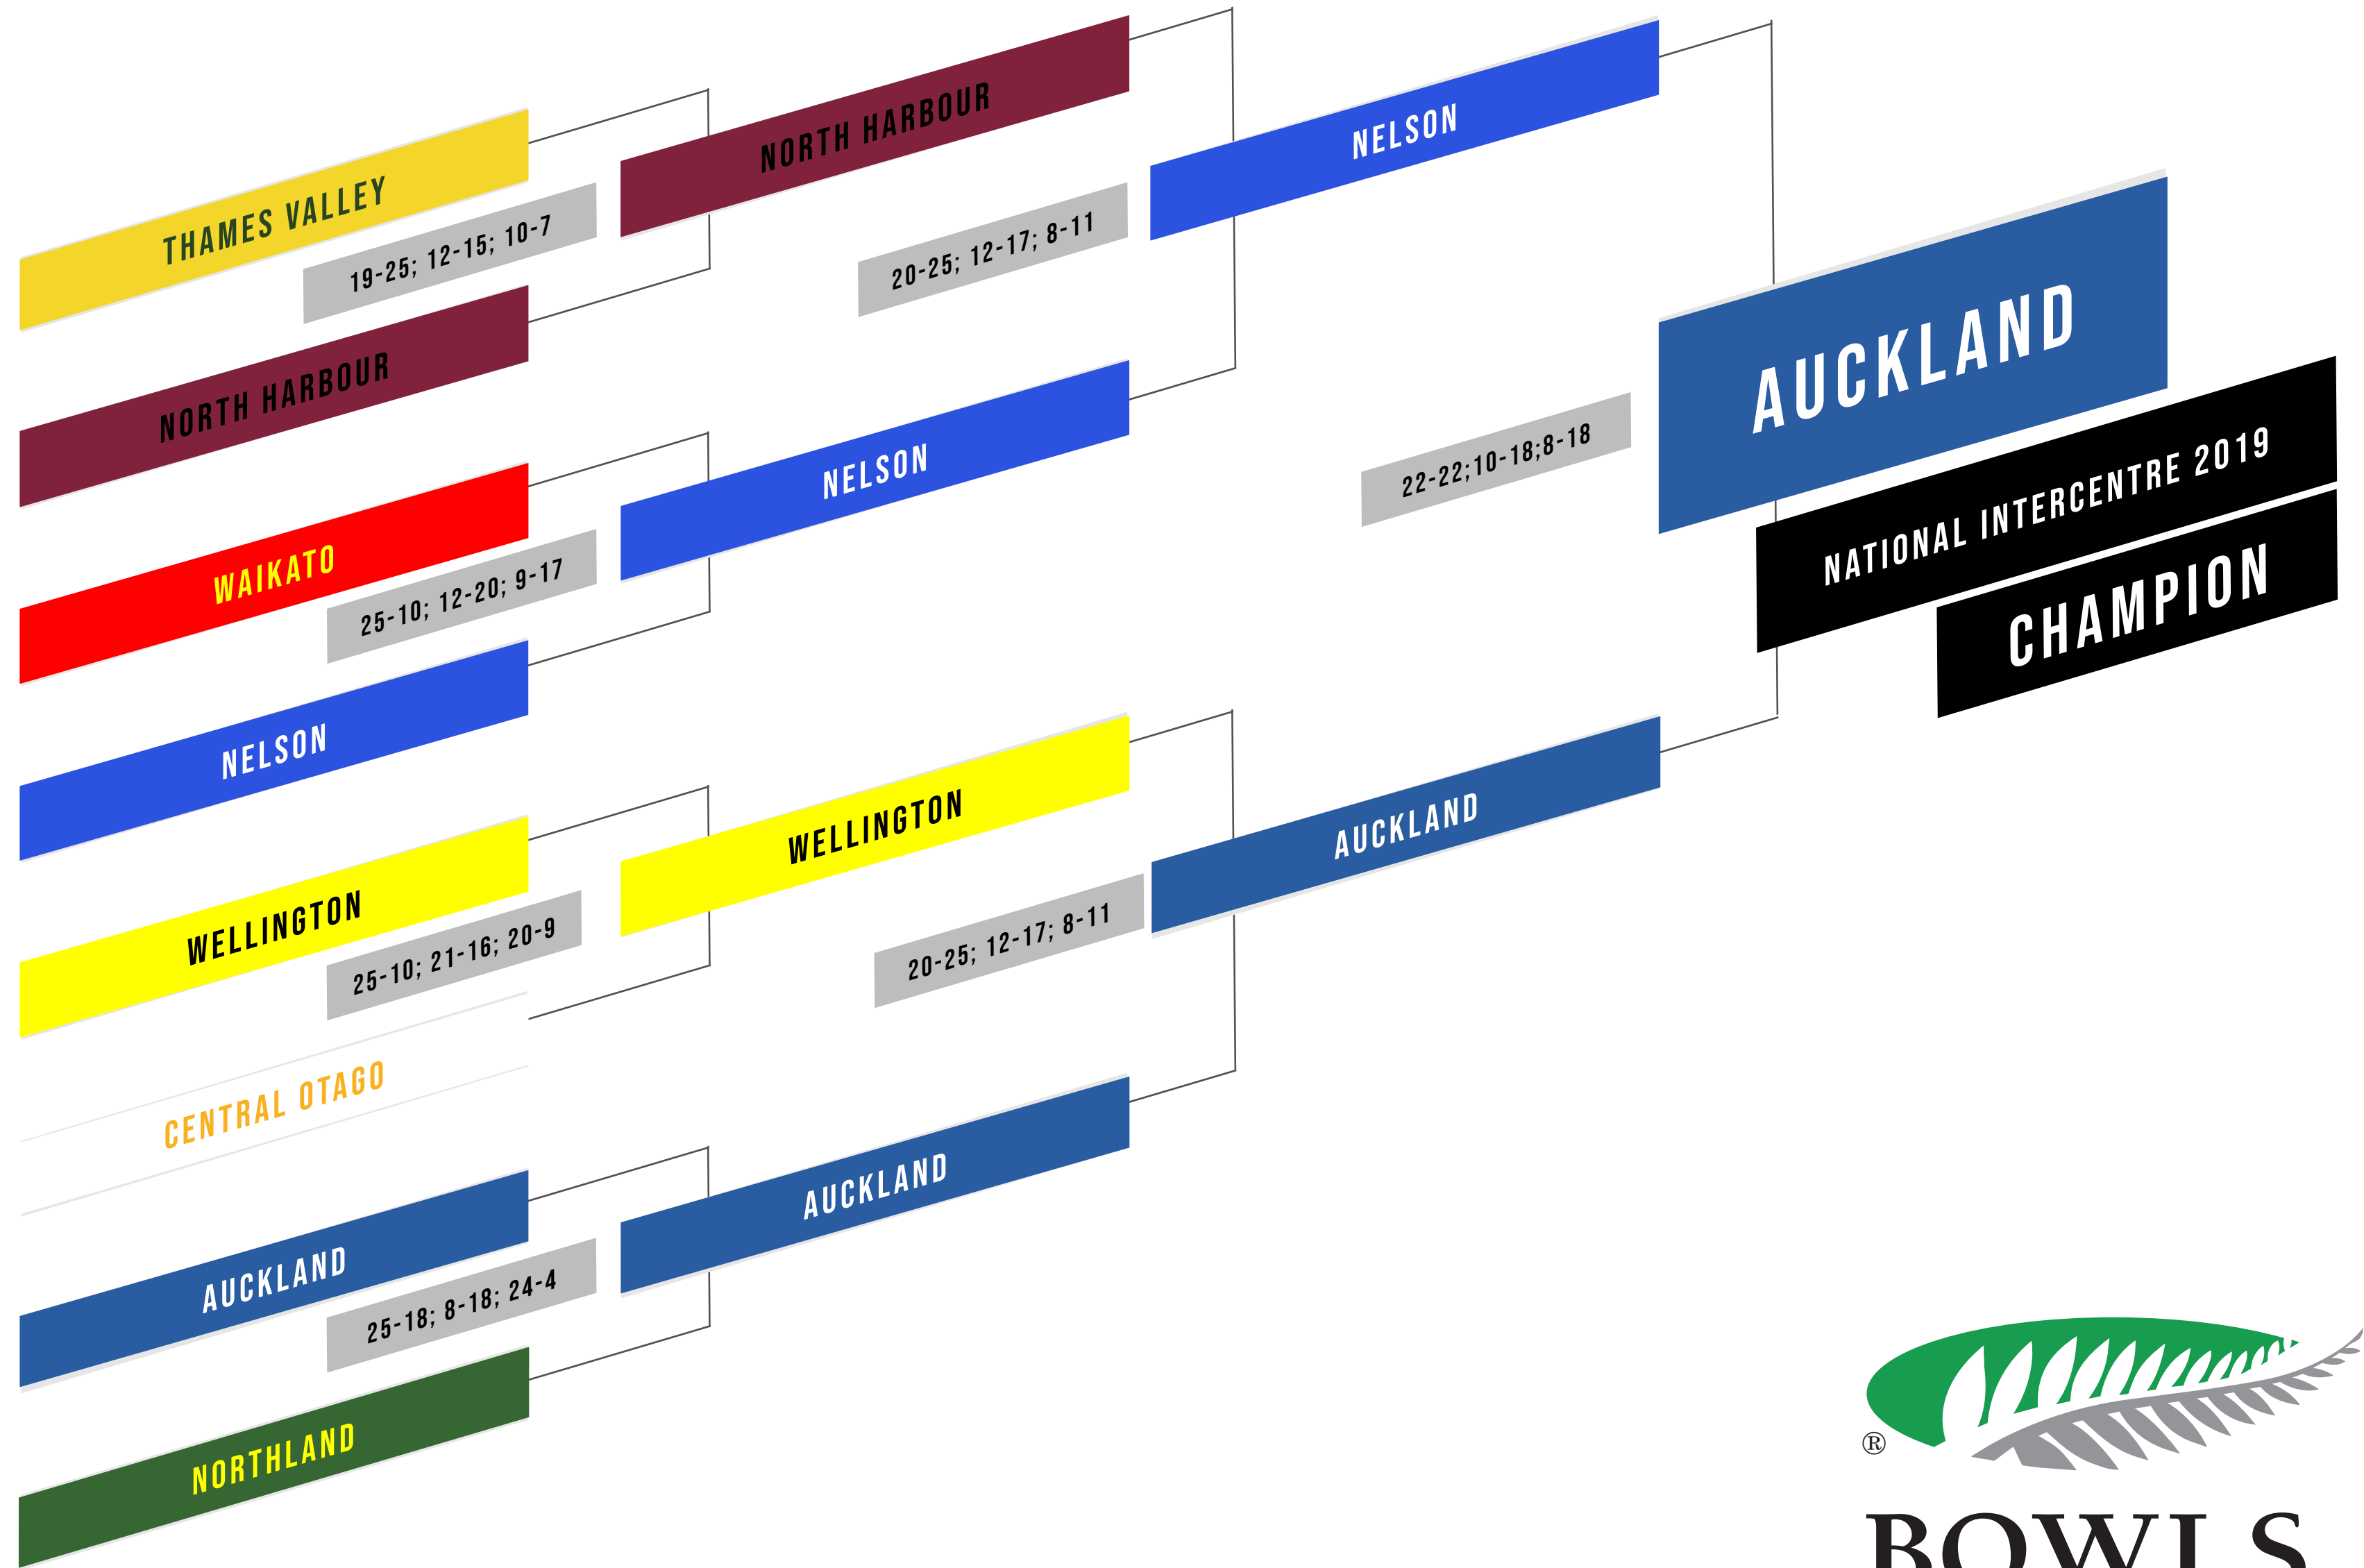 THAMES VALLEY
19-25; 12-15; 10-7
NORTH HARBOUR
WAIKATO
25-10; 12-20; 9-17
NELSON
WELLINGTON
25-10; 21-16; 20-9
CENTRAL OTAGO
AUCKLAND
25-18; 8-18; 24-4
NORTHLAND
NORTH HARBOUR
20-25; 12-17; 8-11
NELSON
WELLINGTON
20-25; 12-17; 8-11
AUCKLAND
NELSON
22-22;10-18;8-18
AUCKLAND
AUCKLAND
NATIONAL INTERCENTRE 2019
CHAMPION
®
BOWLS